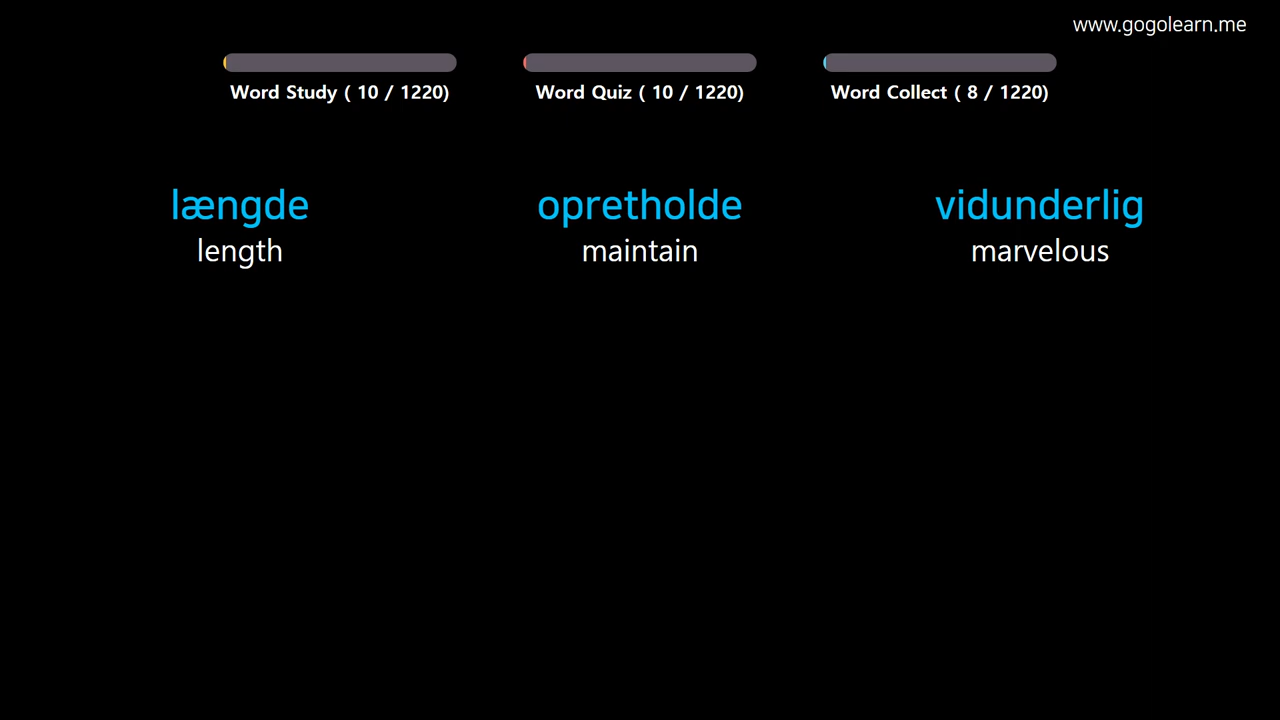 www.gogolearn.me
Word Study ( 10 / 1220)
Word Quiz ( 10 / 1220)
Word Collect ( 8 / 1220)
længde
length
opretholde
maintain
vidunderlig
marvelous